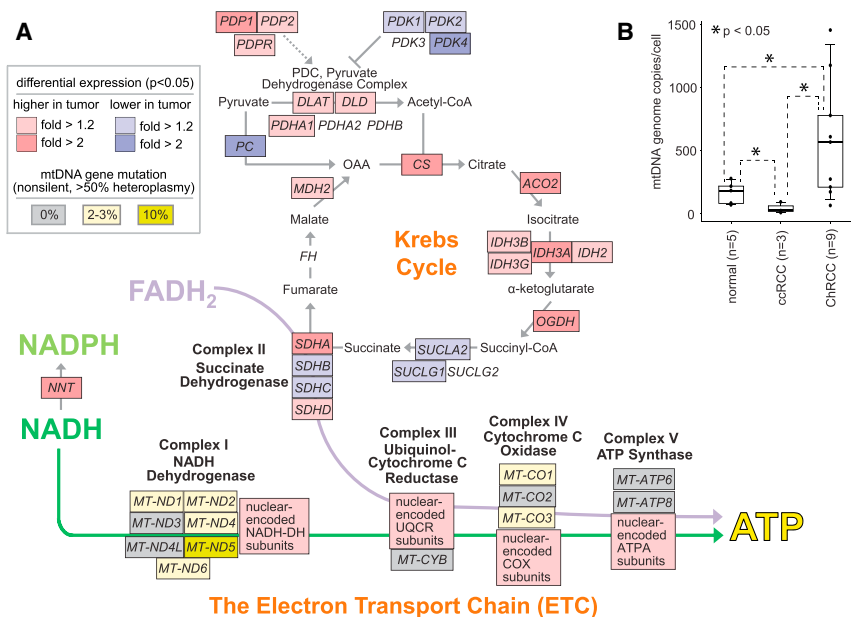 A
PDP1 PDP2
PDPR
PDK1 PDK2
PDK3 PDK4
PDC, Pyruvate
Dehydrogenase Complex
Pyruvate DLAT DLD Acetyl-CoA
PDHA1 PDHA2 PDHB
PC
OAA CS Citrate
MDH2
ACO2
Malate
Isocitrate
FH
IDH3B
IDH3G
IDH3A IDH2
Krebs
Cycle
Fumarate
α-ketoglutarate
OGDH
SDHA Succinate SUCLA2 Succinyl-CoA
SUCLG1 SUCLG2
SDHB
SDHC
SDHD
Complex II
Succinate
Dehydrogenase
differential expression (p<0.05)
higher in tumor lower in tumor
fold > 1.2 fold > 1.2
fold > 2 fold > 2
mtDNA gene mutation
(nonsilent, >50% heteroplasmy)
0% 2-3% 10%
FADH2
NADPH
NNT
NADH
Complex I
NADH
Dehydrogenase
MT-ND1 MT-ND2
MT-ND3 MT-ND4
MT-ND4L MT-ND5
MT-ND6
nuclear-
encoded
NADH-DH
subunits
Complex III
Ubiquinol-
Cytochrome C
Reductase
nuclear-
encoded
UQCR
subunits
MT-CYB
Complex IV
Cytochrome C
Oxidase
MT-CO1
MT-CO2
MT-CO3
nuclear-
encoded
COX
subunits
Complex V
ATP Synthase
MT-ATP6
MT-ATP8
nuclear-
encoded
ATPA
subunits
ATP
The Electron Transport Chain (ETC)
B
* p < 0.05
* * *
mtDNA genome copies/cell
1500
1000
500
0
normal (n=5)
ccRCC (n=3)
ChRCC (n=9)